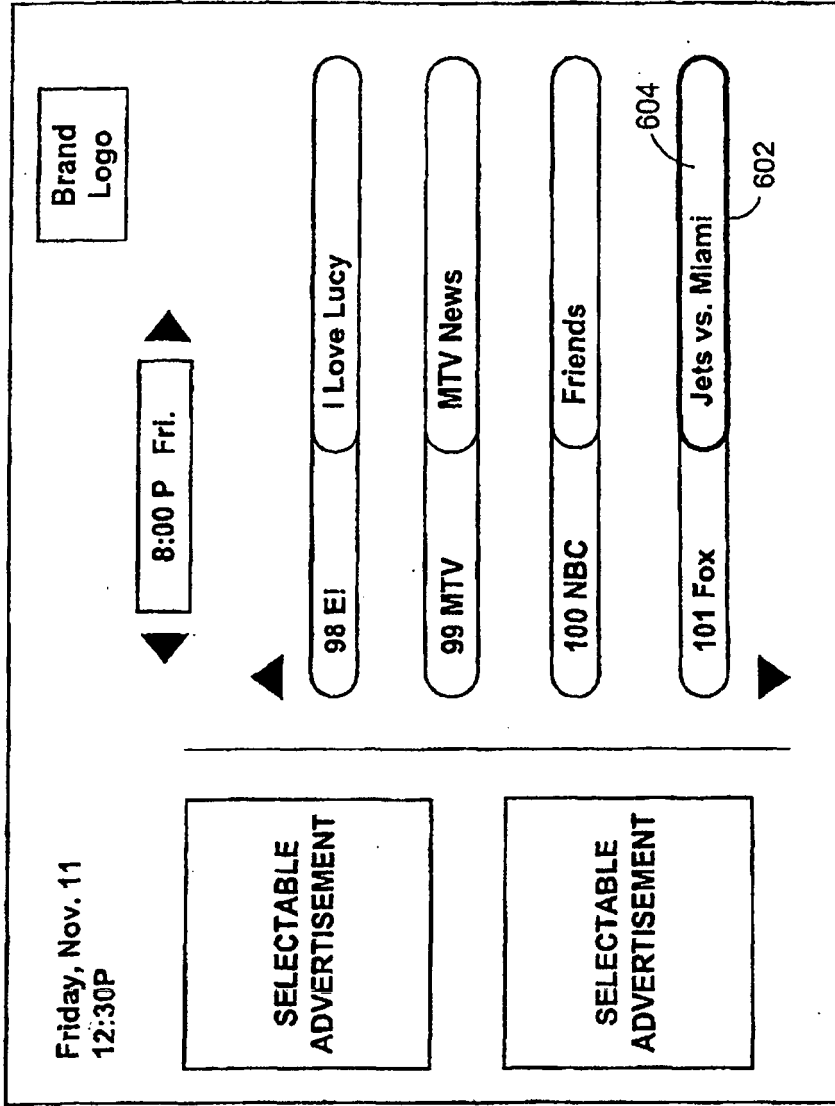 Friday, Nov. 11
12:30P
Brand
Logo
8:00 P Fri.
SELECTABLE
ADVERTISEMENT
SELECTABLE
ADVERTISEMENT
98 E! I Love Lucy
99 MTV MTV News
100 NBC Friends
101 Fox Jets vs. Miami
604
602